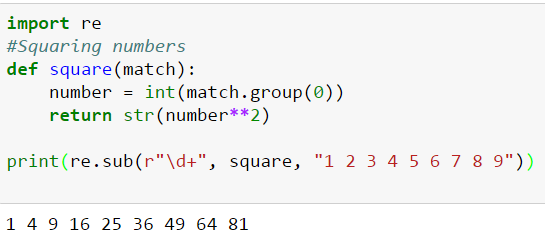 import re
#Squaring numbers
def square(match):
    number = int(match.group(0))
    return str(number**2)
print(re.sub(r"\d+", square, "1 2 3 4 5 6 7 8 9"))
1 4 9 16 25 36 49 64 81